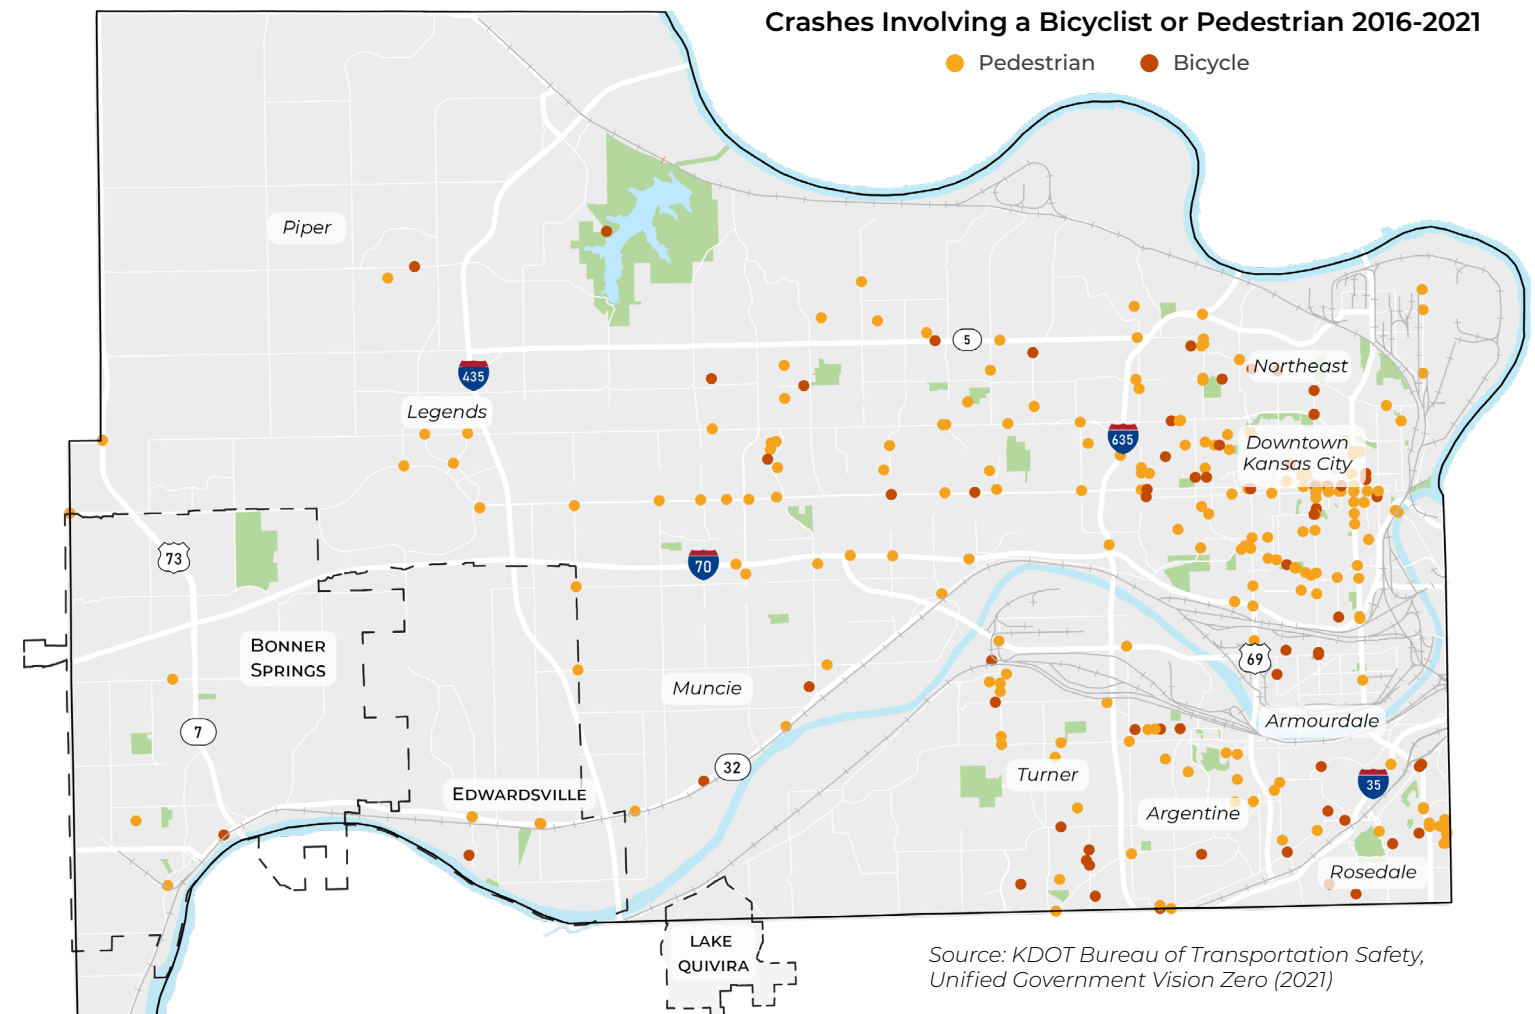 Crashes Involving a Bicyclist or Pedestrian 2016-2021
Pedestrian
Bicycle
Piper
5
Northeast
435
Legends
635
Downtown
Kansas City
73
70
BONNER
SPRINGS
69
Muncie
7
Armourdale
32
Turner
35
EDWARDSVILLE
Argentine
Rosedale
LAKE
QUIVIRA
Source: KDOT Bureau of Transportation Safety,
Unified Government Vision Zero (2021)